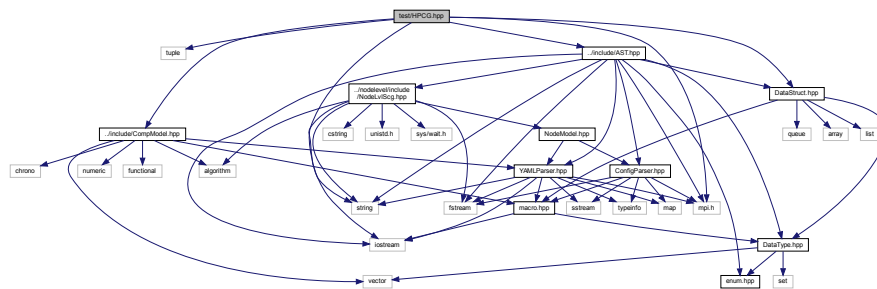 test/HPCG.hpp
tuple
../include/AST.hpp
../nodelevel/include
/NodeLvlScg.hpp
DataStruct.hpp
../include/CompModel.hpp
cstring
unistd.h
sys/wait.h
NodeModel.hpp
queue
array
list
chrono
numeric
functional
algorithm
YAMLParser.hpp
ConfigParser.hpp
string
fstream
macro.hpp
sstream
typeinfo
map
mpi.h
iostream
DataType.hpp
vector
enum.hpp
set